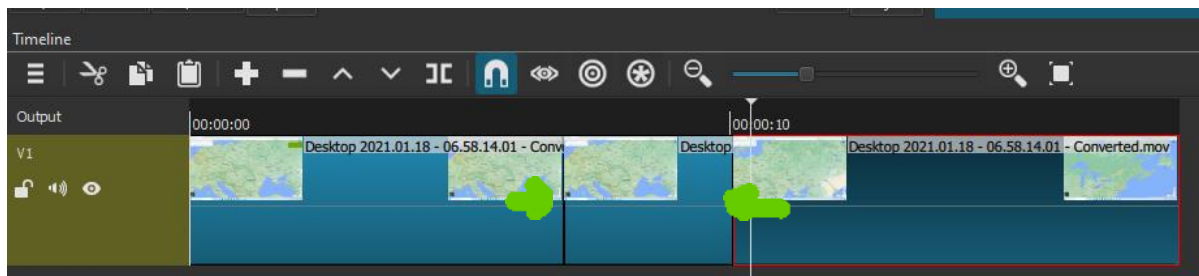 Timeline
Output
00:00:00
00:00:10
V1
Desktop 2021.01.18 - 06.58.14.01 - Conv
Desktop
Desktop 2021.01.18 - 06.58.14.01 - Converted.mov